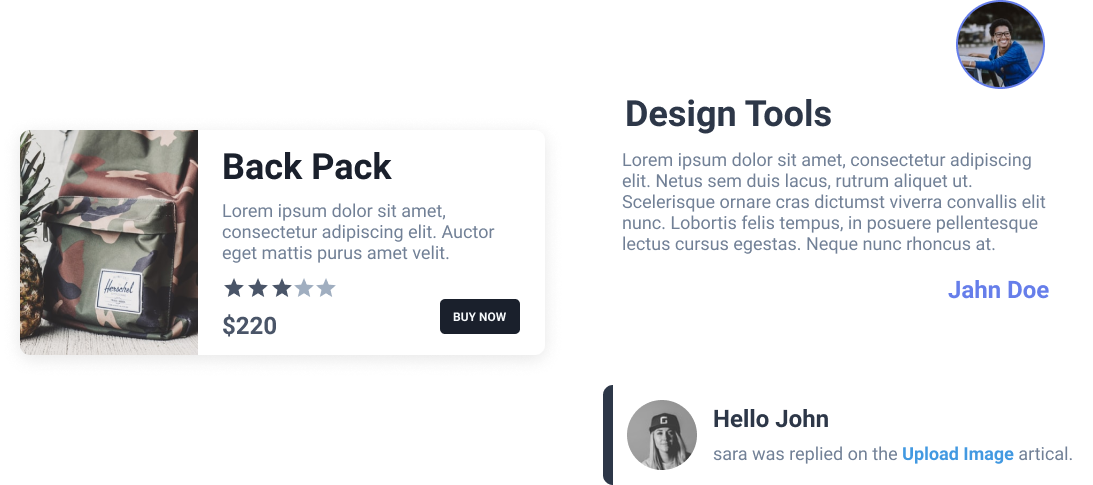 Back Pack
Lorem ipsum dolor sit amet,
consectetur adipiscing elit. Auctor
eget mattis purus amet velit.
$220
BUY NOW
Herschel
Design Tools
Lorem ipsum dolor sit amet, consectetur adipiscing
elit. Netus sem duis lacus, rutrum aliquet ut.
Scelerisque ornare cras dictumst viverra convallis elit
nunc. Lobortis felis tempus, in posuere pellentesque
lectus cursus egestas. Neque nunc rhoncus at.
Jahn Doe
Hello John
sara was replied on the Upload Image artical.